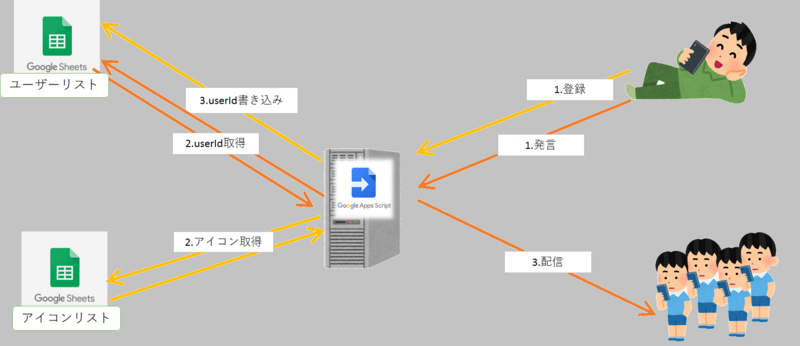 Google Sheets
ユーザーリスト
3.userId書き込み
2.userId取得
1.登録
1.発言
Google Apps Script
2.アイコン取得
3.配信
Google Sheets
アイコンリスト